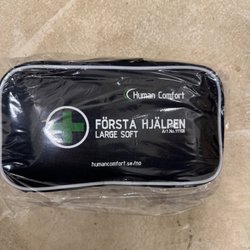 Human Comfort
FÖRSTA HJÄLPEN
LARGE SOFT
humancomfort.se/no